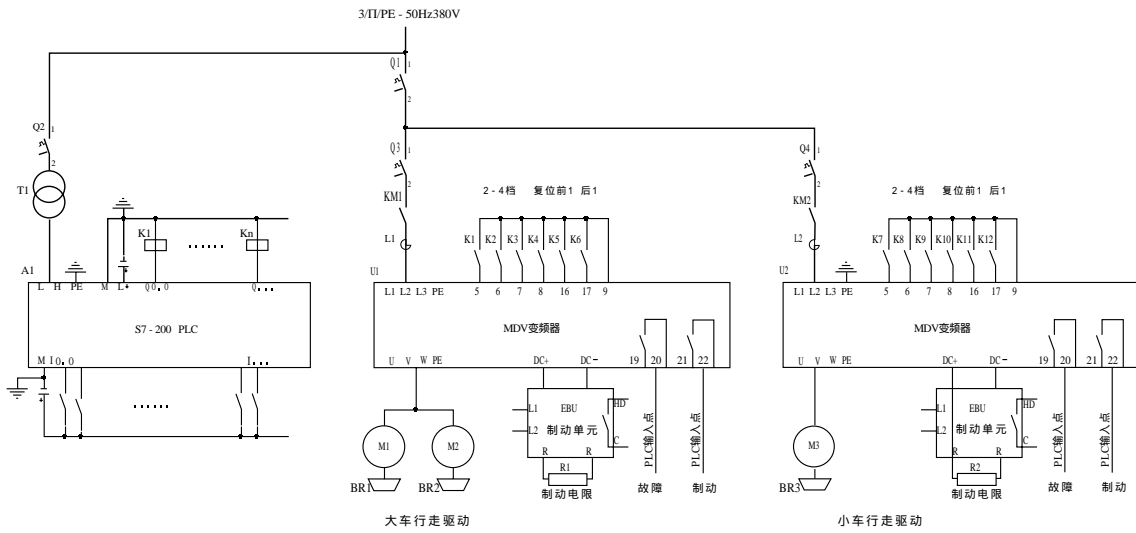 3/П/PE - 50Hz380V
Q1
1
2
Q2
1
2
T1
Q3
1
2
KM1
L1
Q4
1
2
KM2
L2
2 - 4档 复位前1 后1
2 - 4档 复位前1 后1
K1 Kn
K1 K2 K3 K4 K5 K6
K7 K8 K9 K10 K11 K12
A1
U1
U2
L H PE M L+ Q0.0 Q...
L1 L2 L3 PE 5 6 7 8 16 17 9
L1 L2 L3 PE 5 6 7 8 16 17 9
S7 - 200 PLC
MDV变频器
MDV变频器
M I0.0 I...
U V W PE DC+ DC- 19 20 21 22
U V W PE DC+ DC- 19 20 21 22
L1 EBU HD
L2 制动单元 C
R R
R1
制动电限
L1 EBU HD
L2 制动单元 C
R R
R2
制动电限
M1 M2
M3
BR1 BR2
BR3
PLC输入点
PLC输入点
PLC输入点
PLC输入点
故障 制动
故障 制动
大车行走驱动
小车行走驱动